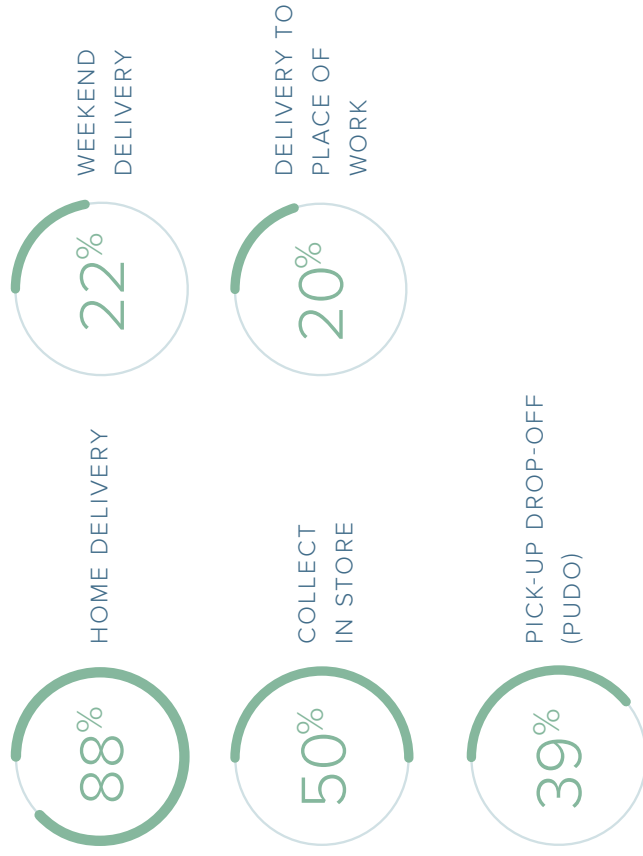 88%
HOME DELIVERY
50%
COLLECT
IN STORE
39%
PICK-UP DROP-OFF
(PUDO)
22%
WEEKEND
DELIVERY
20%
DELIVERY TO
PLACE OF
WORK